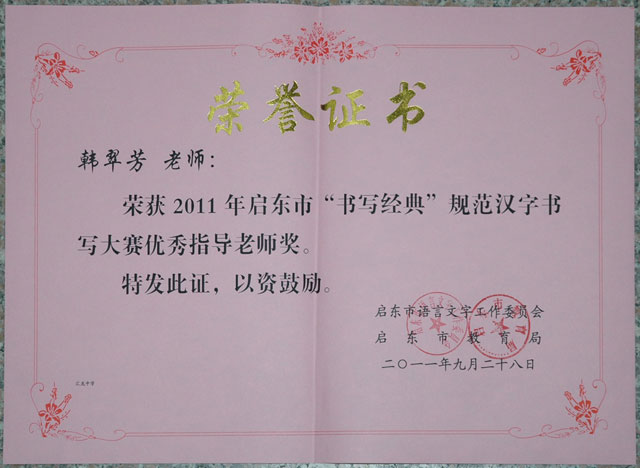 荣誉证书
韩翠芳 老师：
荣获 2011 年启东市“书写经典”规范汉字书
写大赛优秀指导老师奖。
特发此证，以资鼓励。
启东市语言文字工作委员会
启东市教育局
二〇一一年九月二十八日